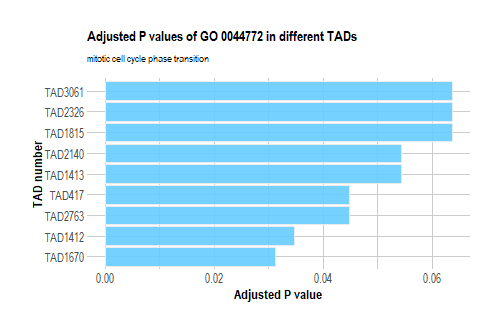 Adjusted P values of GO 0044772 in different TADs
mitotic cell cycle phase transition
TAD3061
TAD2326
TAD1815
TAD2140
TAD1413
TAD417
TAD2763
TAD1412
TAD1670
TAD number
0.00 0.02 0.04 0.06
Adjusted P value